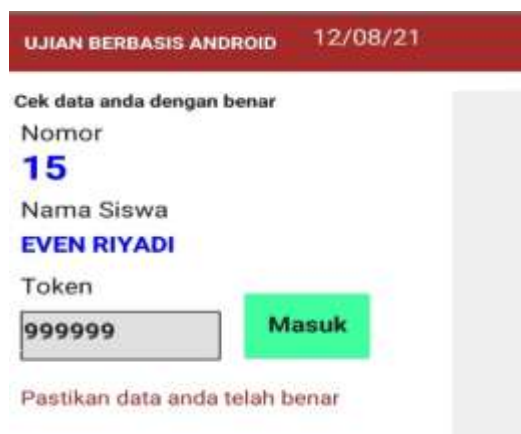 UJIAN BERBASIS ANDROID 12/08/21
Cek data anda dengan benar
Nomor
15
Nama Siswa
EVEN RIYADI
Token
999999 Masuk
Pastikan data anda telah benar